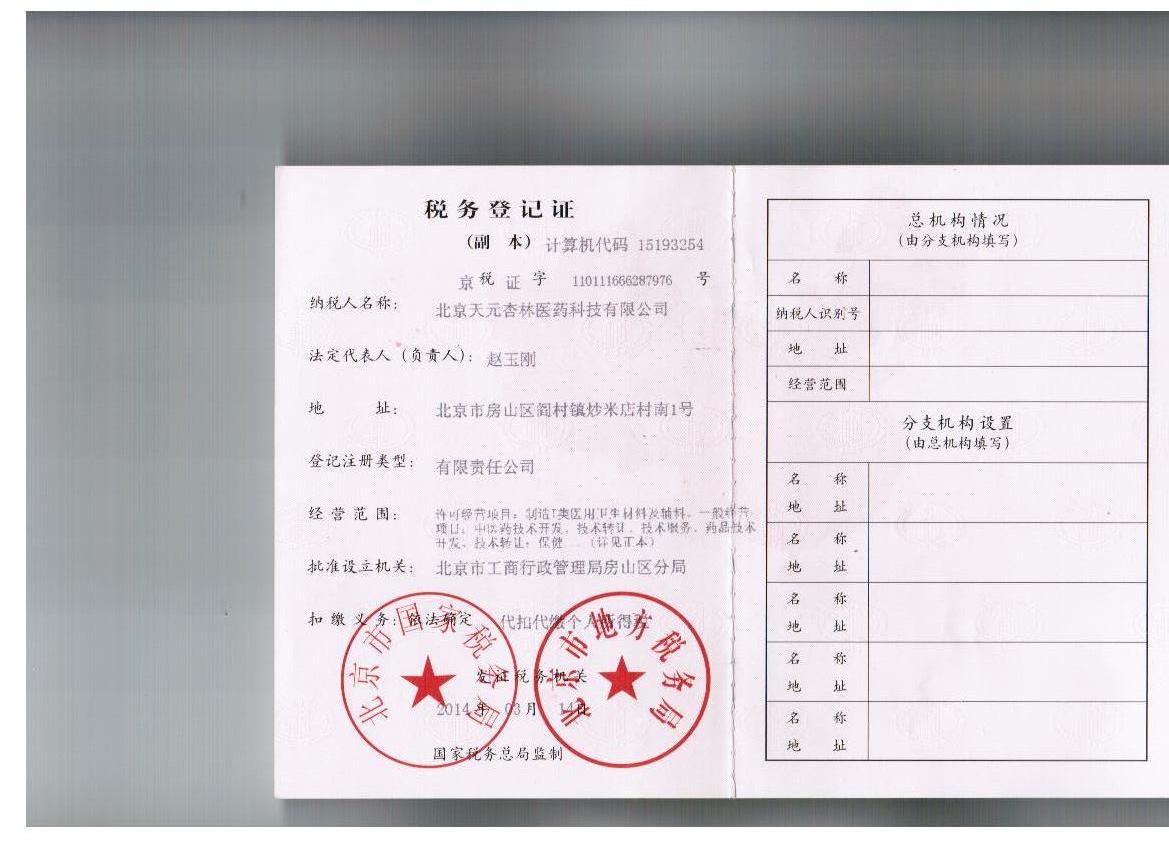 税务登记证
（副 本） 计算机代码 15193254
京 税 证 字 110111666287976 号
纳税人名称： 北京天元杏林医药科技有限公司
法定代表人（负责人）： 赵玉刚
地 址： 北京市房山区阎村镇炒米店村南1号
登记注册类型： 有限责任公司
经 营 范 围： 许可经营项目：制造I类医用卫生材料及辅料。一般经营
项目：中医药技术开发、技术转让、技术服务、药品技术
开发、技术转让；保健...（详见正本）
批准设立机关： 北京市工商行政管理局房山区分局
扣 缴 义 务：依法确定 代扣代缴个人所得税
发证税务机关
2014 年 03 月 14日
国家税务总局监制
北京市国家税务局
北京市地方税务局
总机构情况
（由分支机构填写）
名 称
纳税人识别号
地 址
经营范围
分支机构设置
（由总机构填写）
名 称
地 址
名 称
地 址
名 称
地 址
名 称
地 址
名 称
地 址